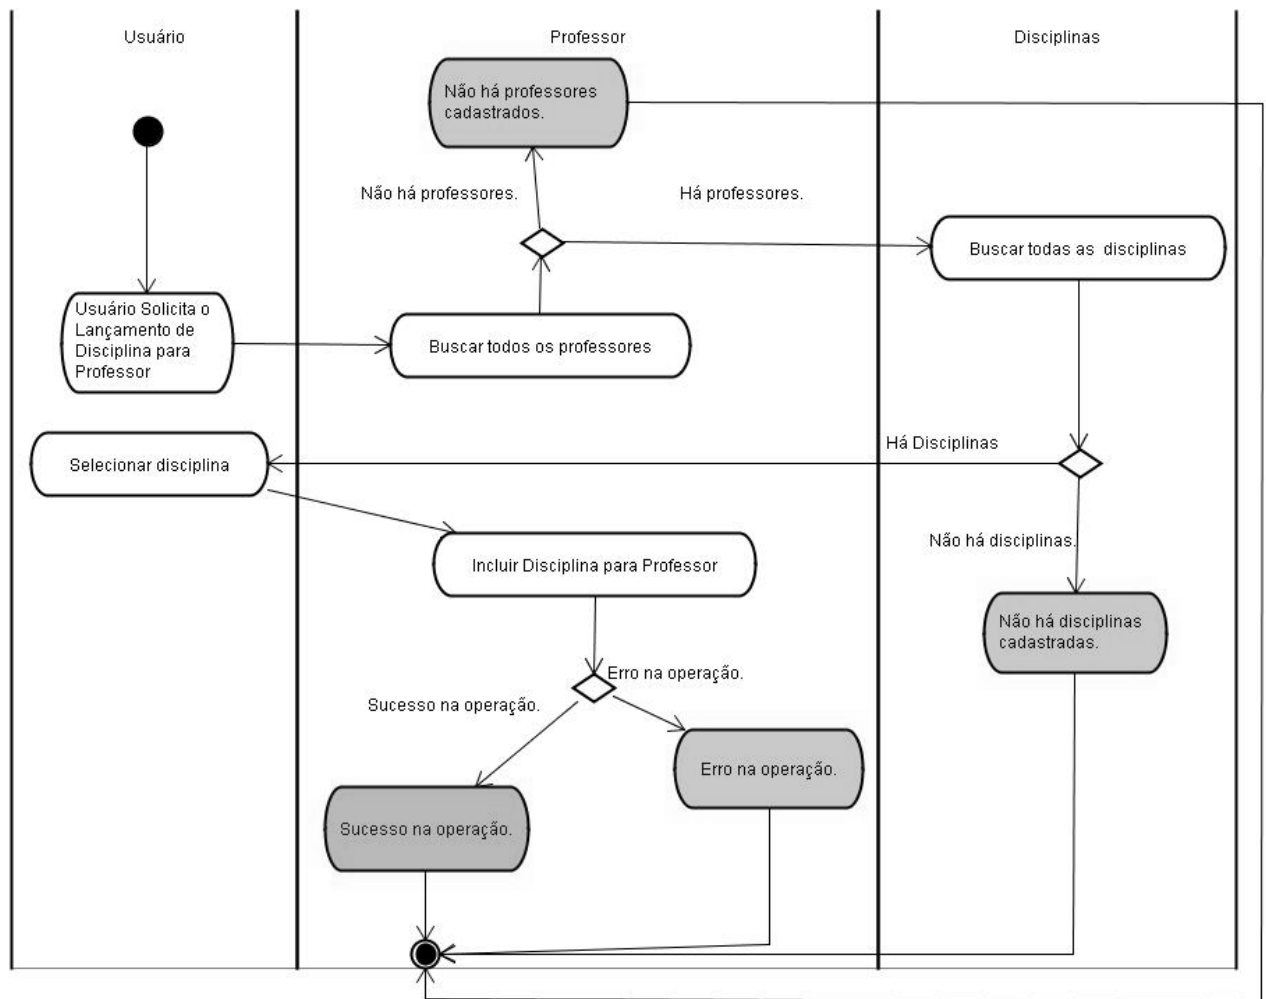 Usuário
Professor
Disciplinas
Não há professores
cadastrados.
Não há professores.
Há professores.
Buscar todas as  disciplinas
Usuário Solicita o
Lançamento de
Disciplina para
Professor
Buscar todos os professores
Há Disciplinas
Selecionar disciplina
Não há disciplinas.
Incluir Disciplina para Professor
Não há disciplinas
cadastradas.
Erro na operação.
Sucesso na operação.
Erro na operação.
Sucesso na operação.